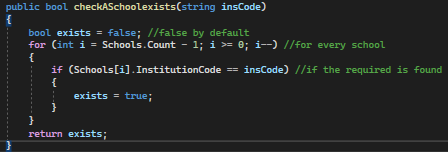 public bool checkASchoolexists(string insCode)
{
bool exists = false; //false by default
for (int i = Schools.Count - 1; i >= 0; i--) //for every school
{
if (Schools[i].InstitutionCode == insCode) //if the required is found
{
exists = true;
}
}
return exists;
}